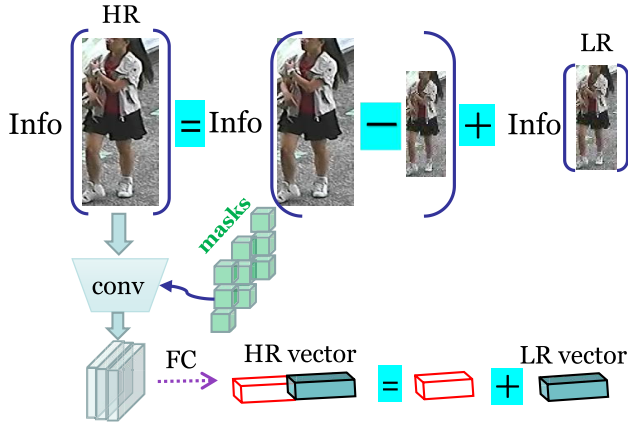 HR
LR
Info = Info − + Info
masks
conv
FC
HR vector
LR vector
= +